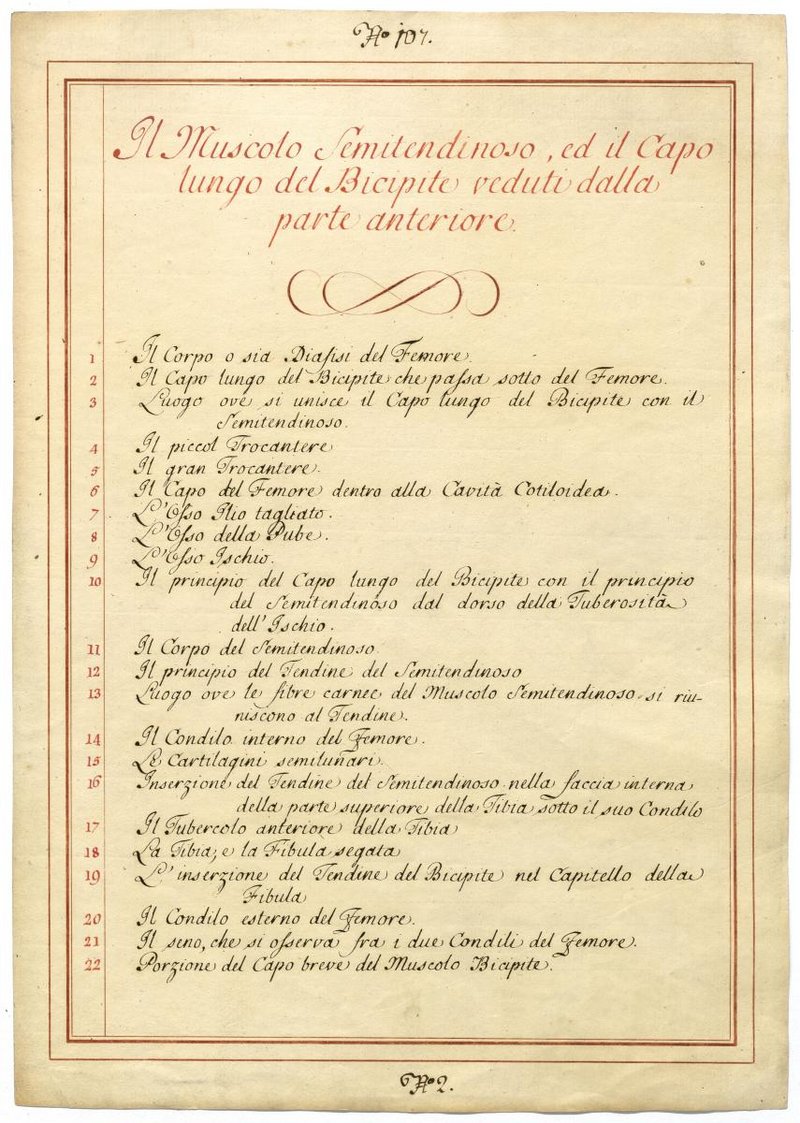 No 107.
Il Muscolo Semitendinoso, ed il Capo
lungo del Bicipite veduti dalla
parte anteriore.
1 Il Corpo o sia Diafisi del Femore.
2 Il Capo lungo del Bicipite che passa sotto del Femore.
3 Luogo ove si unisce il Capo lungo del Bicipite con il
Semitendinoso.
4 Il piccol Trocantere
5 Il gran Trocantere.
6 Il Capo del Femore dentro alla Cavità Cotiloidea.
7 L'Osso Ilio tagliato.
8 L'Osso della Pube.
9 L'Osso Ischio.
10 Il principio del Capo lungo del Bicipite con il principio
del Semitendinoso dal dorso della Tuberosità
dell'Ischio.
11 Il Corpo del Semitendinoso.
12 Il principio del Tendine del Semitendinoso
13 Luogo ove le fibre carnee del Muscolo Semitendinoso si riu-
niscono al Tendine.
14 Il Condilo interno del Femore.
15 Le Cartilagini semilunari.
16 Inserzione del Tendine del Semitendinoso nella faccia interna
della parte superiore della Tibia sotto il suo Condilo
17 Il Tubercolo anteriore della Tibia
18 La Tibia, e la Fibula segata
19 L'inserzione del Tendine del Bicipite nel Capitello della
Fibula
20 Il Condilo esterno del Femore.
21 Il seno, che si osserva fra i due Condili del Femore.
22 Porzione del Capo breve del Muscolo Bicipite.
No 2.